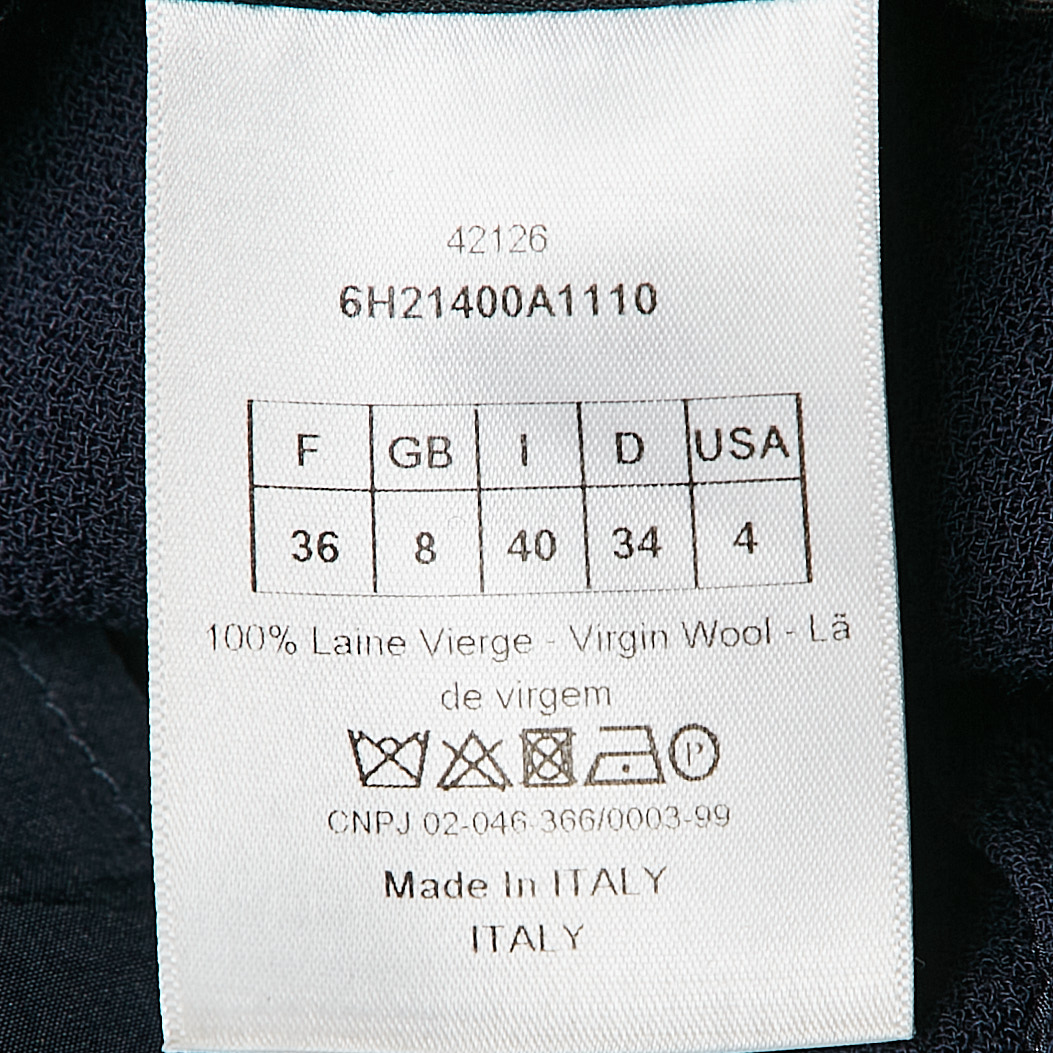 42126
6H21400A1110
F GB I D USA
36 8 40 34 4
100% Laine Vierge - Virgin Wool - Lä
de virgem
P
CNPJ 02-046-366/0003-99
Made In ITALY
ITALY